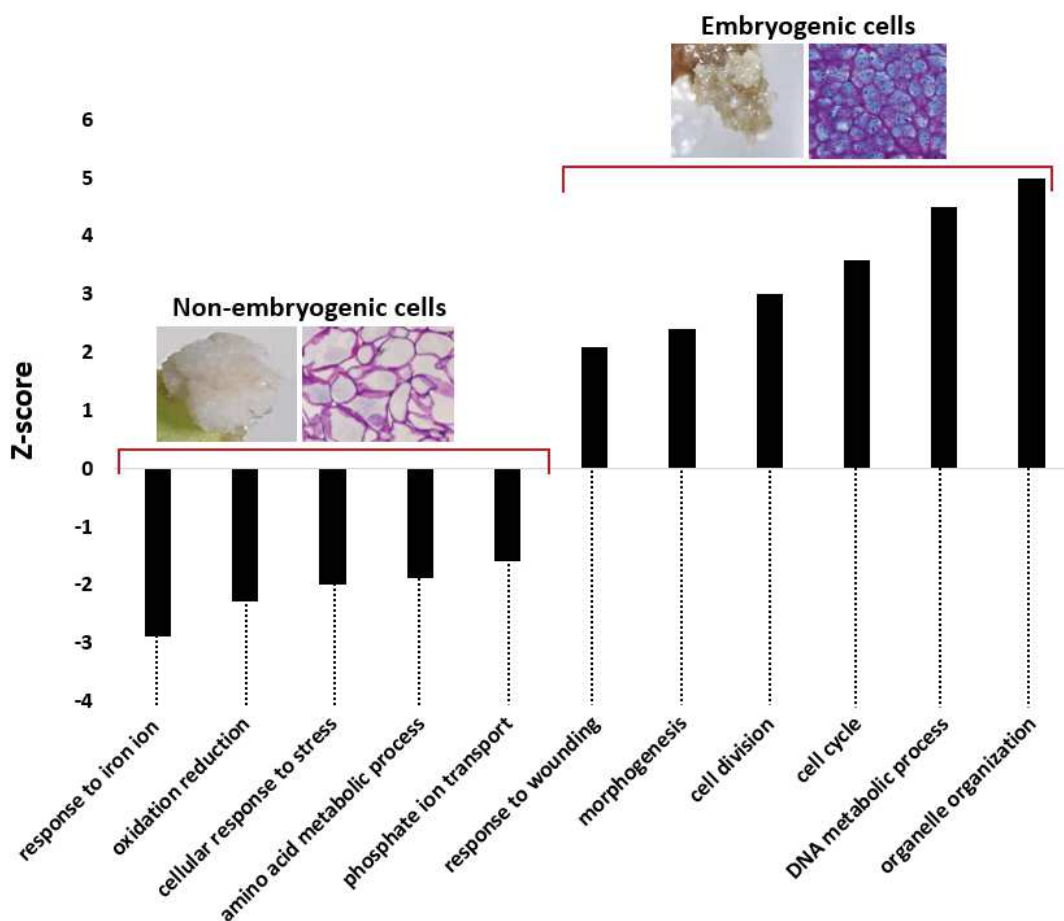 Embryogenic cells
6
5
4
3
2
1
0
-1
-2
-3
-4
Z-score
Non-embryogenic cells
response to iron ion
oxidation reduction
cellular response to stress
amino acid metabolic process
phosphate ion transport
response to wounding
morphogenesis
cell division
cell cycle
DNA metabolic process
organelle organization